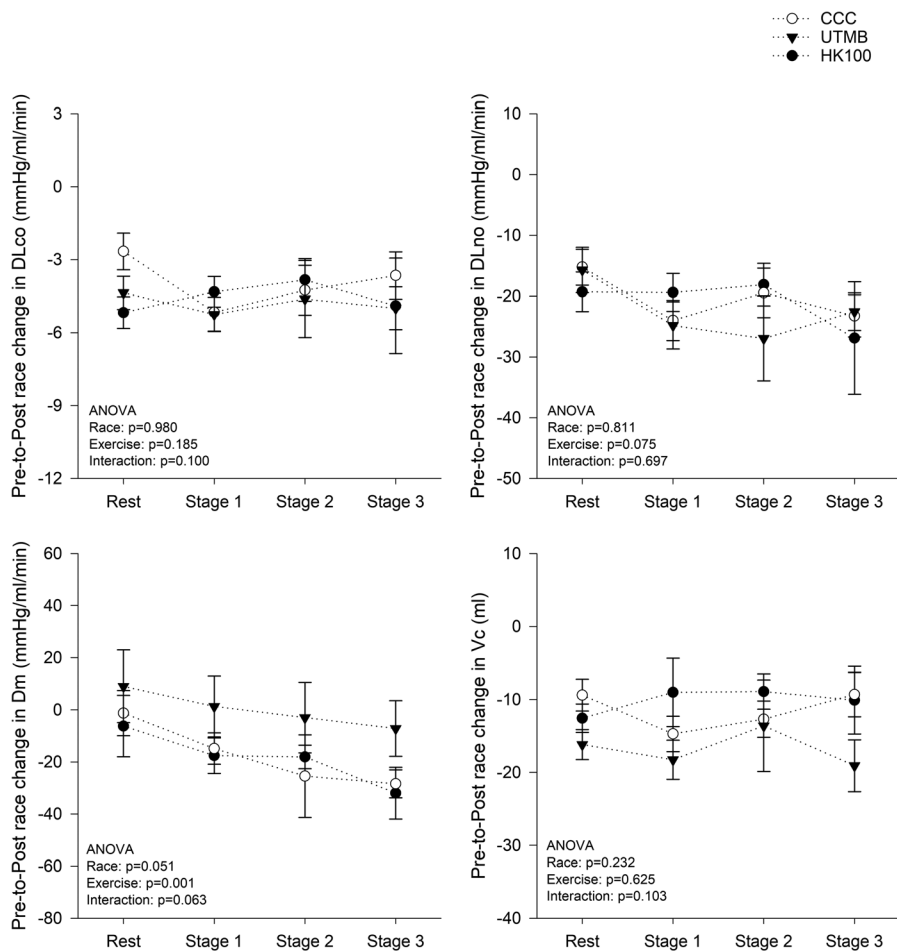 CCC
UTMB
HK100
Pre-to-Post race change in DLco (mmHg/ml/min)
3
0
-3
-6
-9
-12
ANOVA
Race: p=0.980
Exercise: p=0.185
Interaction: p=0.100
Rest Stage 1 Stage 2 Stage 3
Pre-to-Post race change in DLno (mmHg/ml/min)
10
0
-10
-20
-30
-40
-50
ANOVA
Race: p=0.811
Exercise: p=0.075
Interaction: p=0.697
Rest Stage 1 Stage 2 Stage 3
Pre-to-Post race change in Dm (mmHg/ml/min)
60
40
20
0
-20
-40
-60
-80
ANOVA
Race: p=0.051
Exercise: p=0.001
Interaction: p=0.063
Rest Stage 1 Stage 2 Stage 3
Pre-to-Post race change in Vc (ml)
10
0
-10
-20
-30
-40
ANOVA
Race: p=0.232
Exercise: p=0.625
Interaction: p=0.103
Rest Stage 1 Stage 2 Stage 3